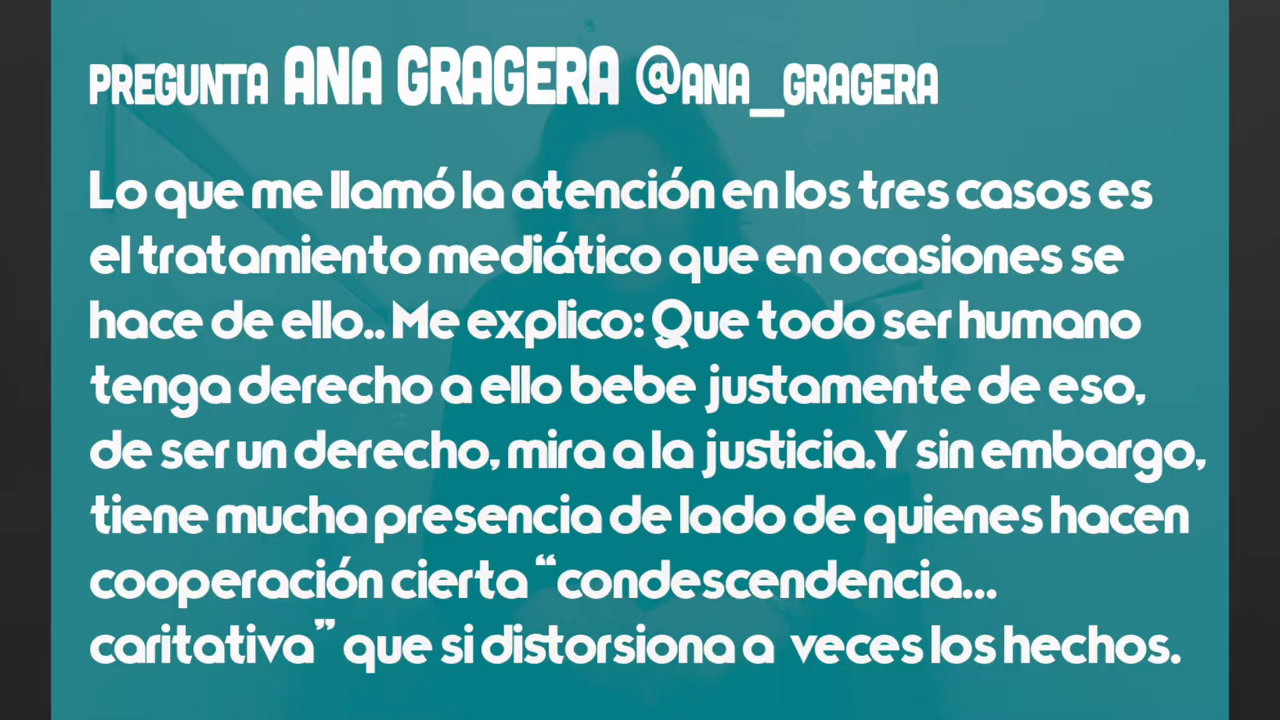 PREGUNTA ANA GRAGERA @ANA_GRAGERA
Lo que me llamó la atención en los tres casos es
el tratamiento mediático que en ocasiones se
hace de ello.. Me explico: Que todo ser humano
tenga derecho a ello bebe justamente de eso,
de ser un derecho, mira a la justicia.Y sin embargo,
tiene mucha presencia de lado de quienes hacen
cooperación cierta “condescendencia...
caritativa” que si distorsiona a veces los hechos.